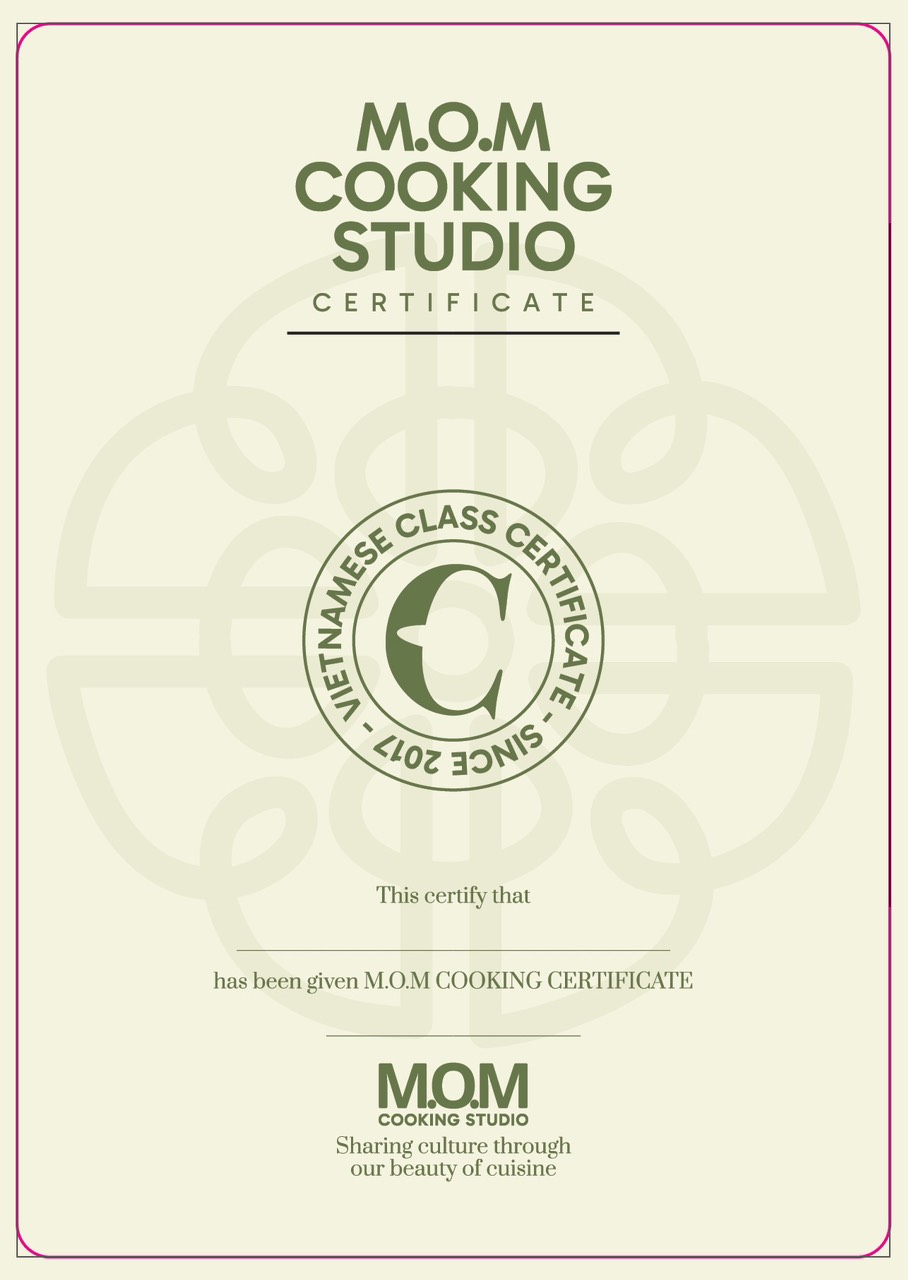 M.O.M
COOKING
STUDIO
CERTIFICATE
VIETNAMESE CLASS CERTIFICATE - SINCE 2017 -
C
This certify that
has been given M.O.M COOKING CERTIFICATE
M.O.M
COOKING STUDIO
Sharing culture through
our beauty of cuisine